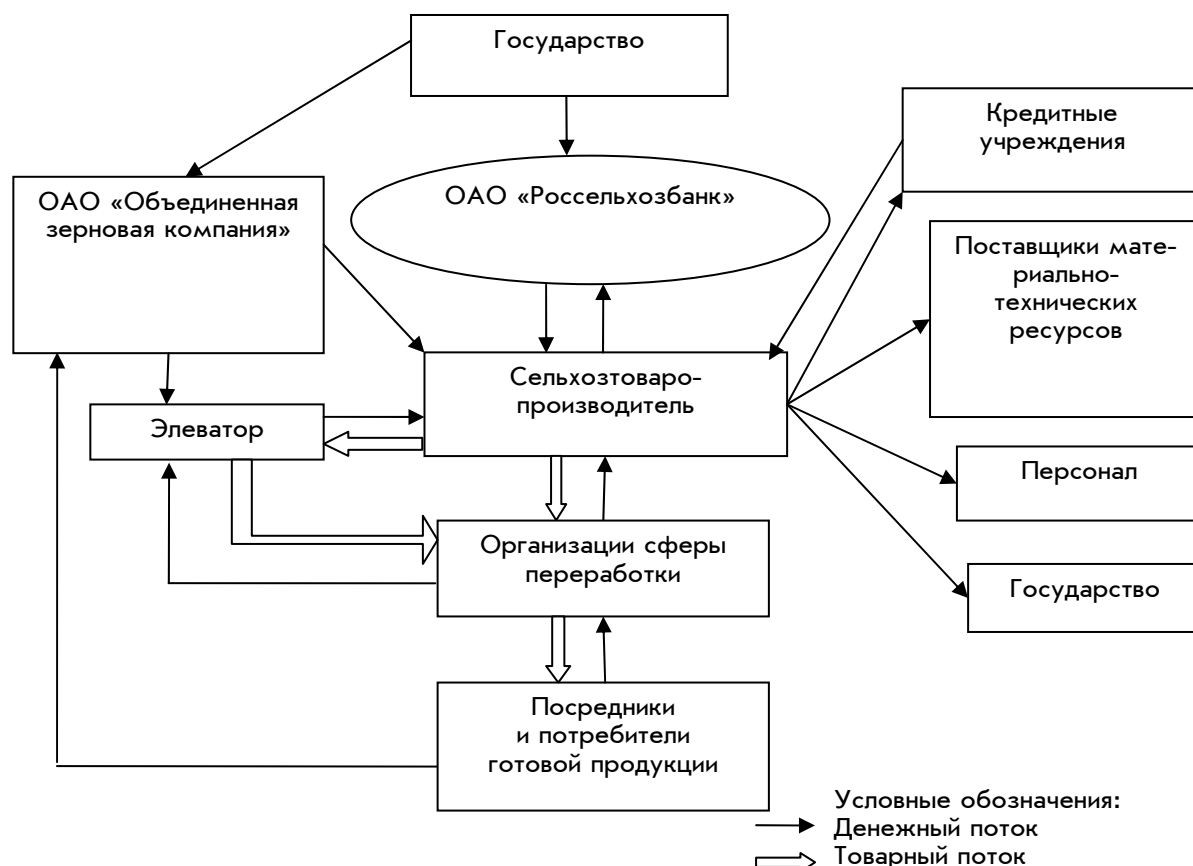 Государство
Кредитные
учреждения
ОАО «Объединенная
зерновая компания»
ОАО «Россельхозбанк»
Поставщики мате-
риально-
технических
ресурсов
Сельхозтоваро-
производитель
Элеватор
Персонал
Организации сферы
переработки
Государство
Посредники
и потребители
готовой продукции
Условные обозначения:
Денежный поток
Товарный поток